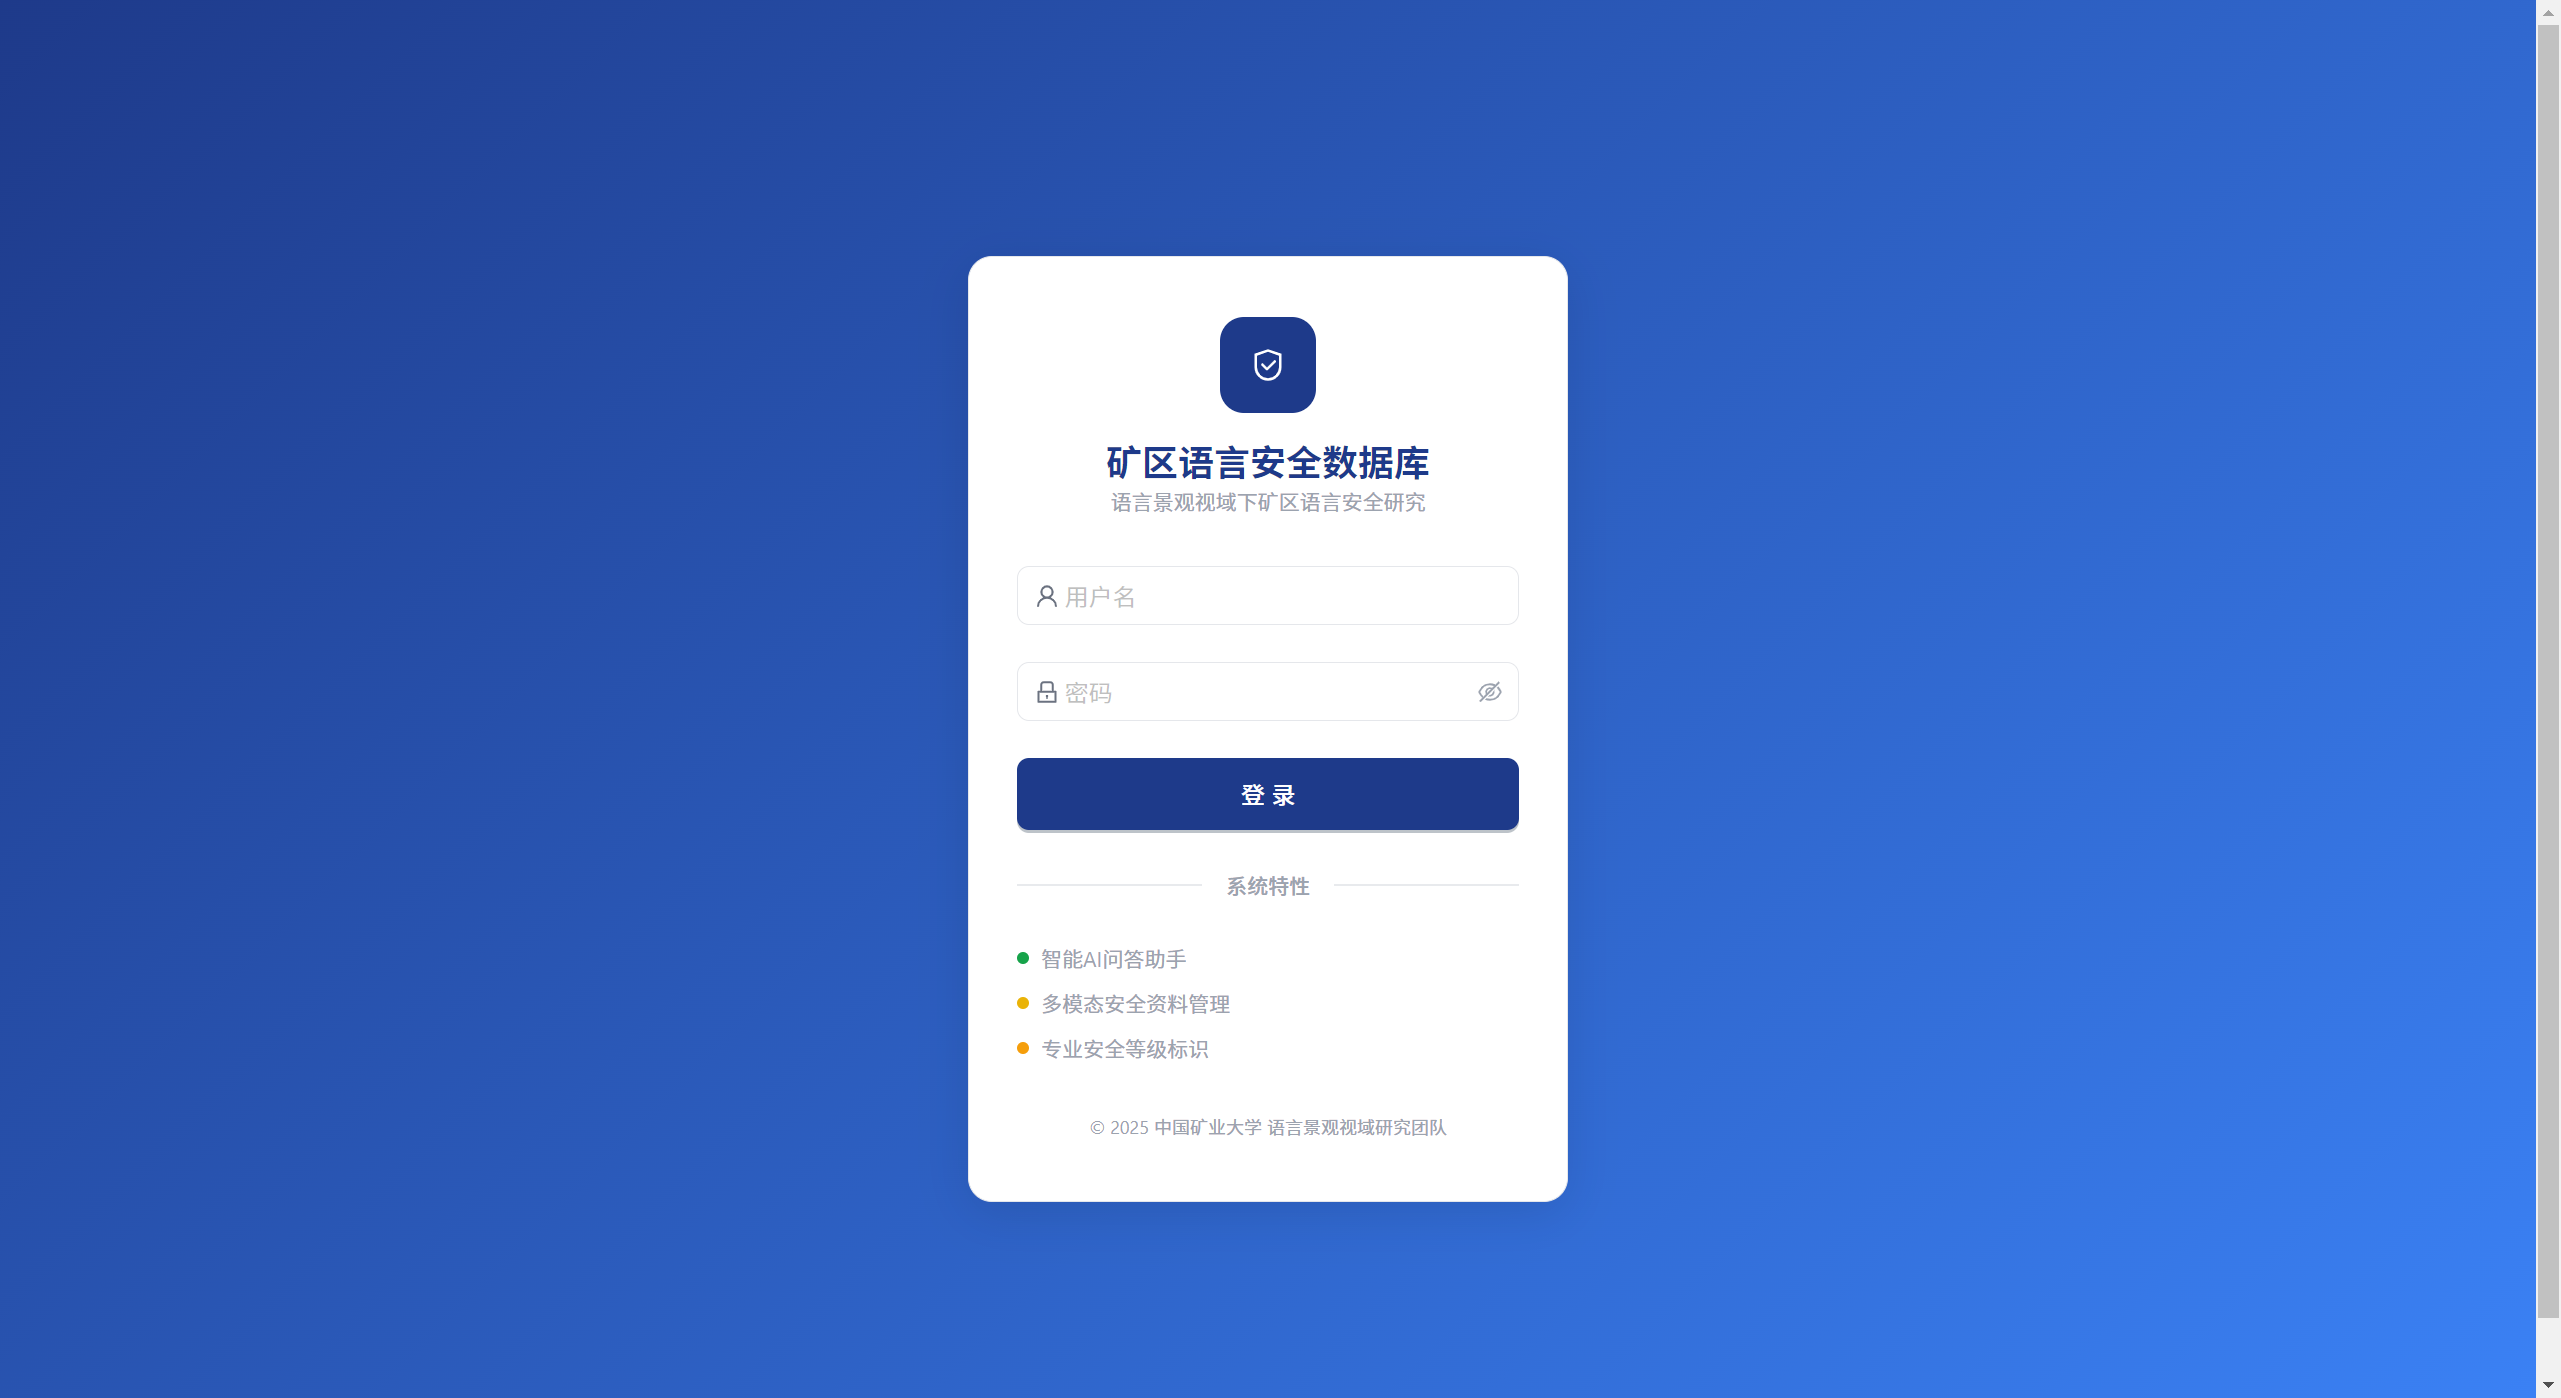 矿区语言安全数据库
语言景观视域下矿区语言安全研究
用户名
密码
登 录
系统特性
智能AI问答助手
多模态安全资料管理
专业安全等级标识
© 2025 中国矿业大学 语言景观视域研究团队